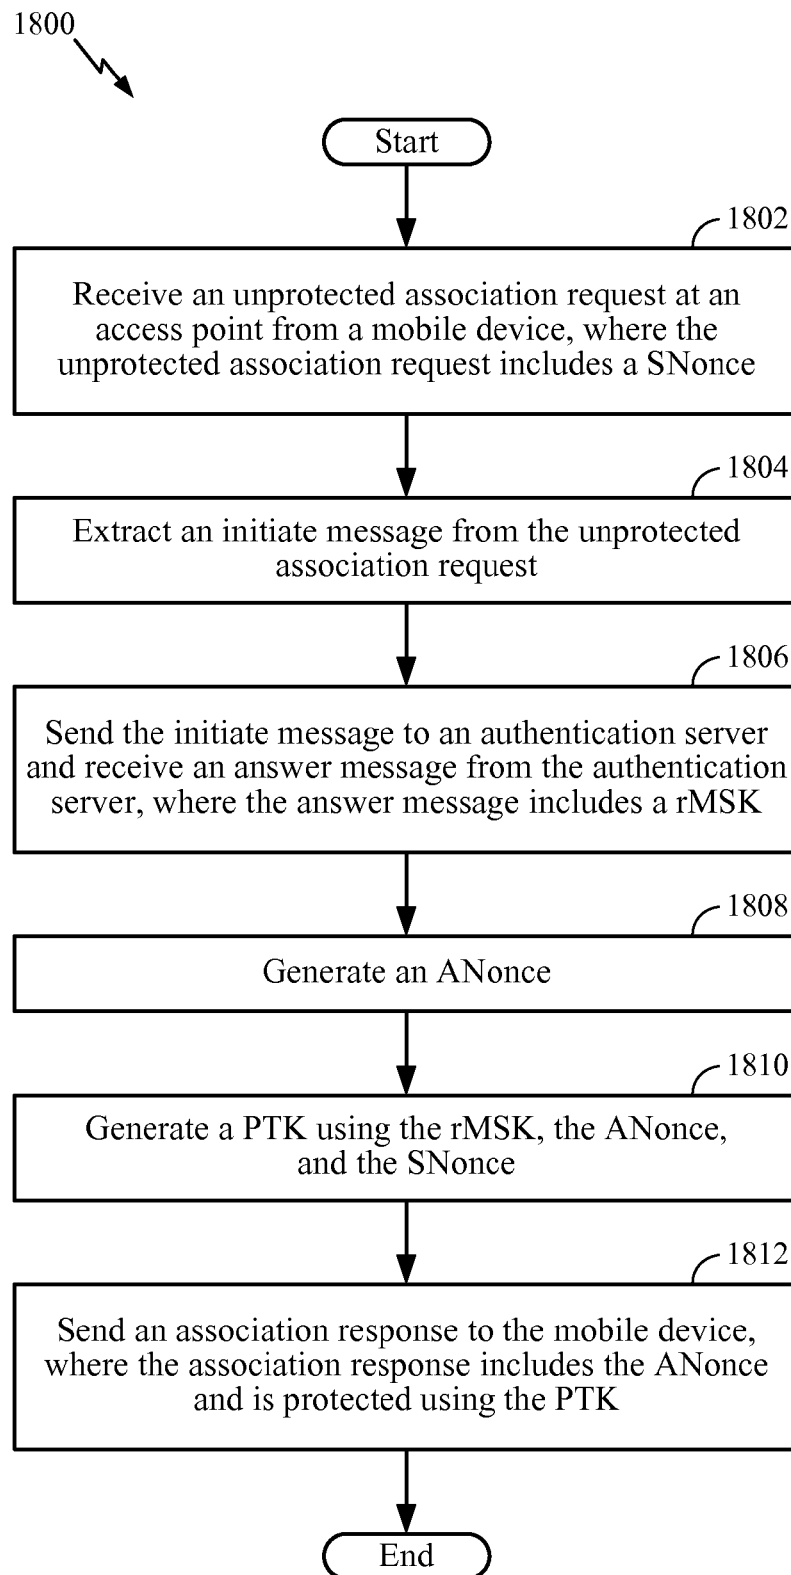 1800
Start
1802
Receive an unprotected association request at an
access point from a mobile device, where the
unprotected association request includes a SNonce
1804
Extract an initiate message from the unprotected
association request
1806
Send the initiate message to an authentication server
and receive an answer message from the authentication
server, where the answer message includes a rMSK
1808
Generate an ANonce
1810
Generate a PTK using the rMSK, the ANonce,
and the SNonce
1812
Send an association response to the mobile device,
where the association response includes the ANonce
and is protected using the PTK
End